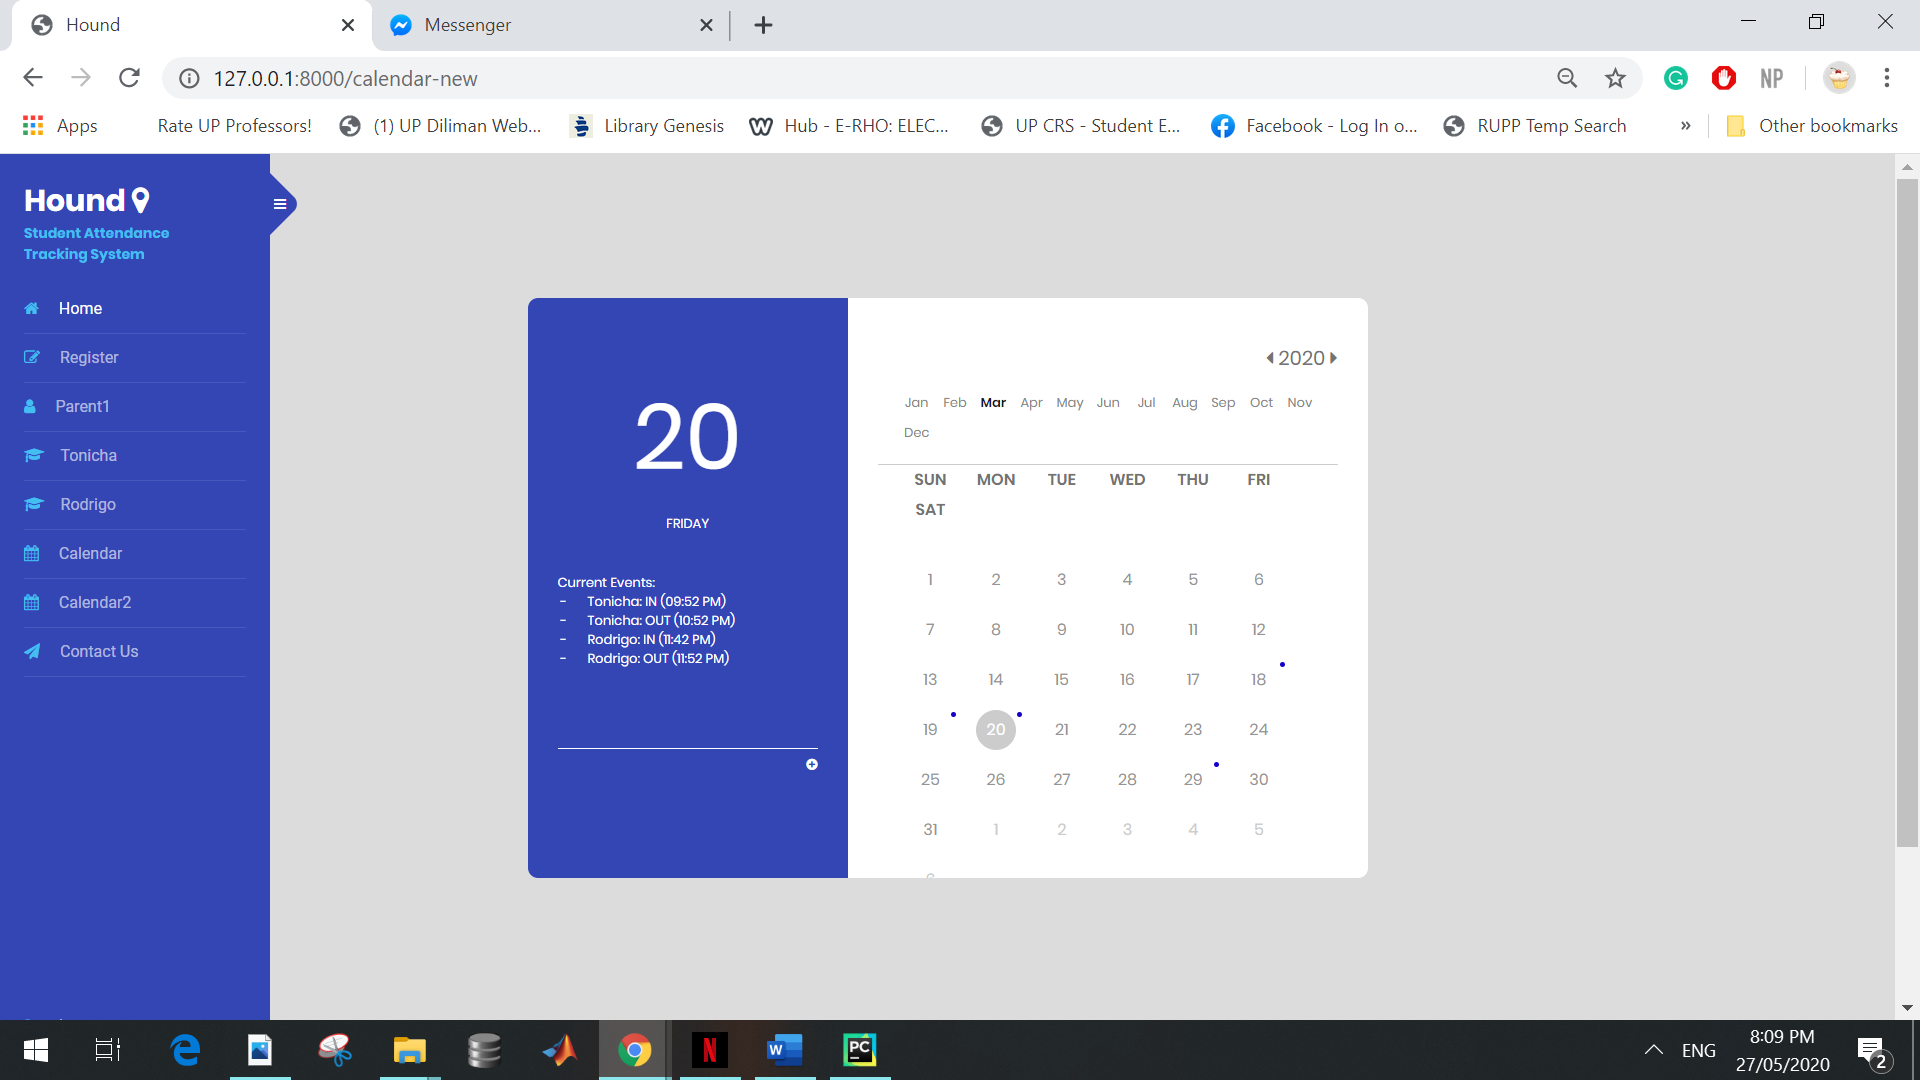 Hound
Messenger
127.0.0.1:8000/calendar-new
NP
Apps
Rate UP Professors!
(1) UP Diliman Web...
Library Genesis
Hub - E-RHO: ELEC...
UP CRS - Student E...
Facebook - Log In o...
RUPP Temp Search
»
Other bookmarks
Hound
Student Attendance
Tracking System
Home
Register
Parent1
Tonicha
Rodrigo
Calendar
Calendar2
Contact Us
20
FRIDAY
Current Events:
- Tonicha: IN (09:52 PM)
- Tonicha: OUT (10:52 PM)
- Rodrigo: IN (11:42 PM)
- Rodrigo: OUT (11:52 PM)
2020
Jan Feb Mar Apr May Jun Jul Aug Sep Oct Nov
Dec
SUN MON TUE WED THU FRI
SAT
1 2 3 4 5 6
7 8 9 10 11 12
13 14 15 16 17 18
19 20 21 22 23 24
25 26 27 28 29 30
31 1 2 3 4 5
N
W
PC
ENG
8:09 PM
27/05/2020
2